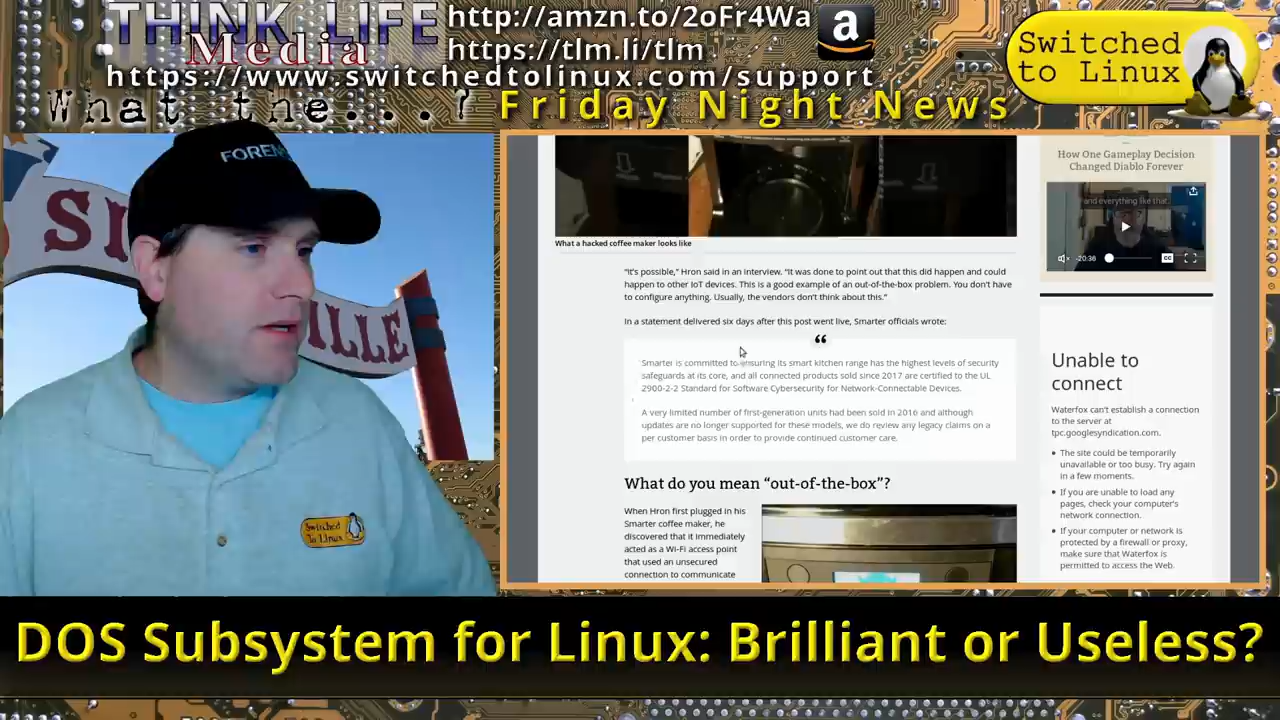 THINK LIFE
Media
http://amzn.to/2oFr4Wa
https://tlm.li/tlm
https://www.switchedtolinux.com/support
What the...? Friday Night News
a
Switched
to Linux
SI
ILLE
Switched
To Linux
What a hacked coffee maker looks like
“It's possible,” Hron said in an interview. “It was done to point out that this did happen and could
happen to other IoT devices. This is a good example of an out-of-the-box problem. You don't have
to configure anything. Usually, the vendors don't think about this.”
In a statement delivered six days after this post went live, Smarter officials wrote:
“
Smarter is committed to ensuring its smart kitchen range has the highest levels of security
safeguards at its core, and all connected products sold since 2017 are certified to the UL
2900-2-2 Standard for Software Cybersecurity for Network-Connectable Devices.
A very limited number of first-generation units had been sold in 2016 and although
updates are no longer supported for these models, we do review any legacy claims on a
per customer basis in order to provide continued customer care.
What do you mean “out-of-the-box”?
When Hron first plugged in his
Smarter coffee maker, he
discovered that it immediately
acted as a Wi-Fi access point
that used an unsecured
connection to communicate
How One Gameplay Decision
Changed Diablo Forever
and everything like that.
-20:36
CC
Unable to
connect
Waterfox can't establish a connection
to the server at
tpc.googlesyndication.com.
• The site could be temporarily
unavailable or too busy. Try again
in a few moments.
• If you are unable to load any
pages, check your computer's
network connection.
• If your computer or network is
protected by a firewall or proxy,
make sure that Waterfox is
permitted to access the Web.
DOS Subsystem for Linux: Brilliant or Useless?